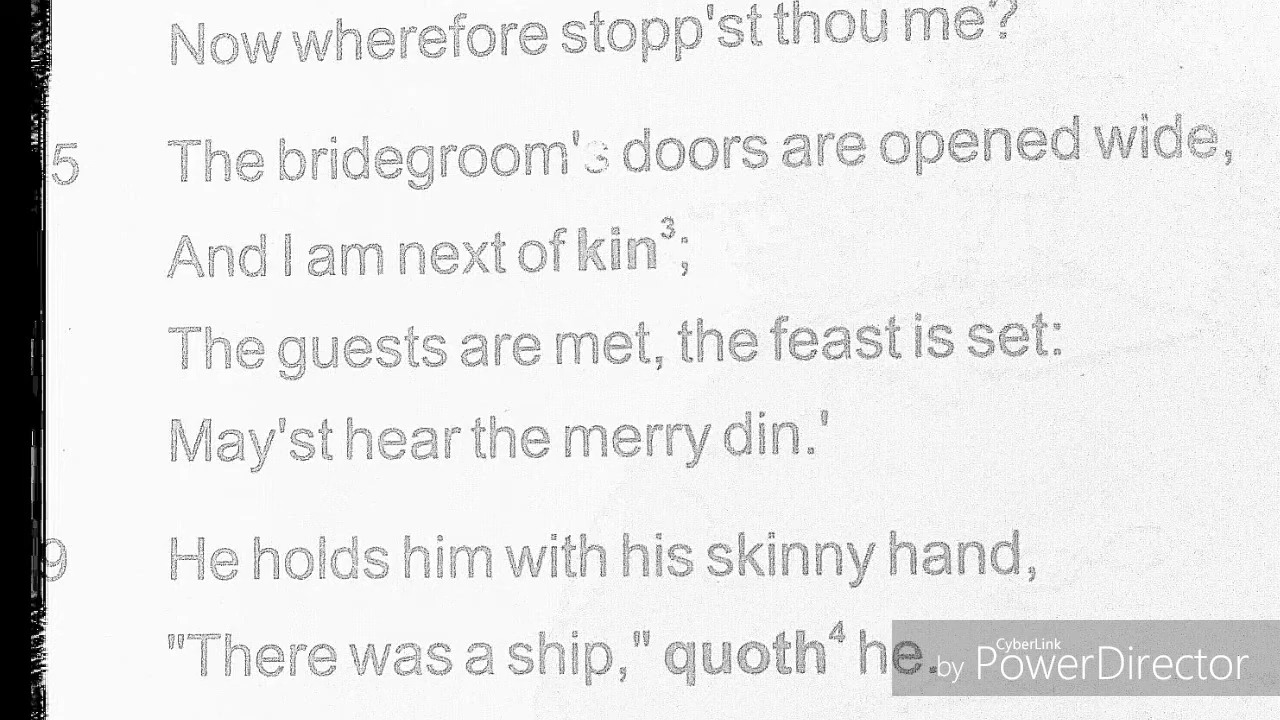 Now wherefore stopp'st thou me?
5 The bridegroom's doors are opened wide,
And I am next of kin³;
The guests are met, the feast is set:
May'st hear the merry din.'
9 He holds him with his skinny hand,
"There was a ship," quoth⁴ he.
CyberLink
by PowerDirector